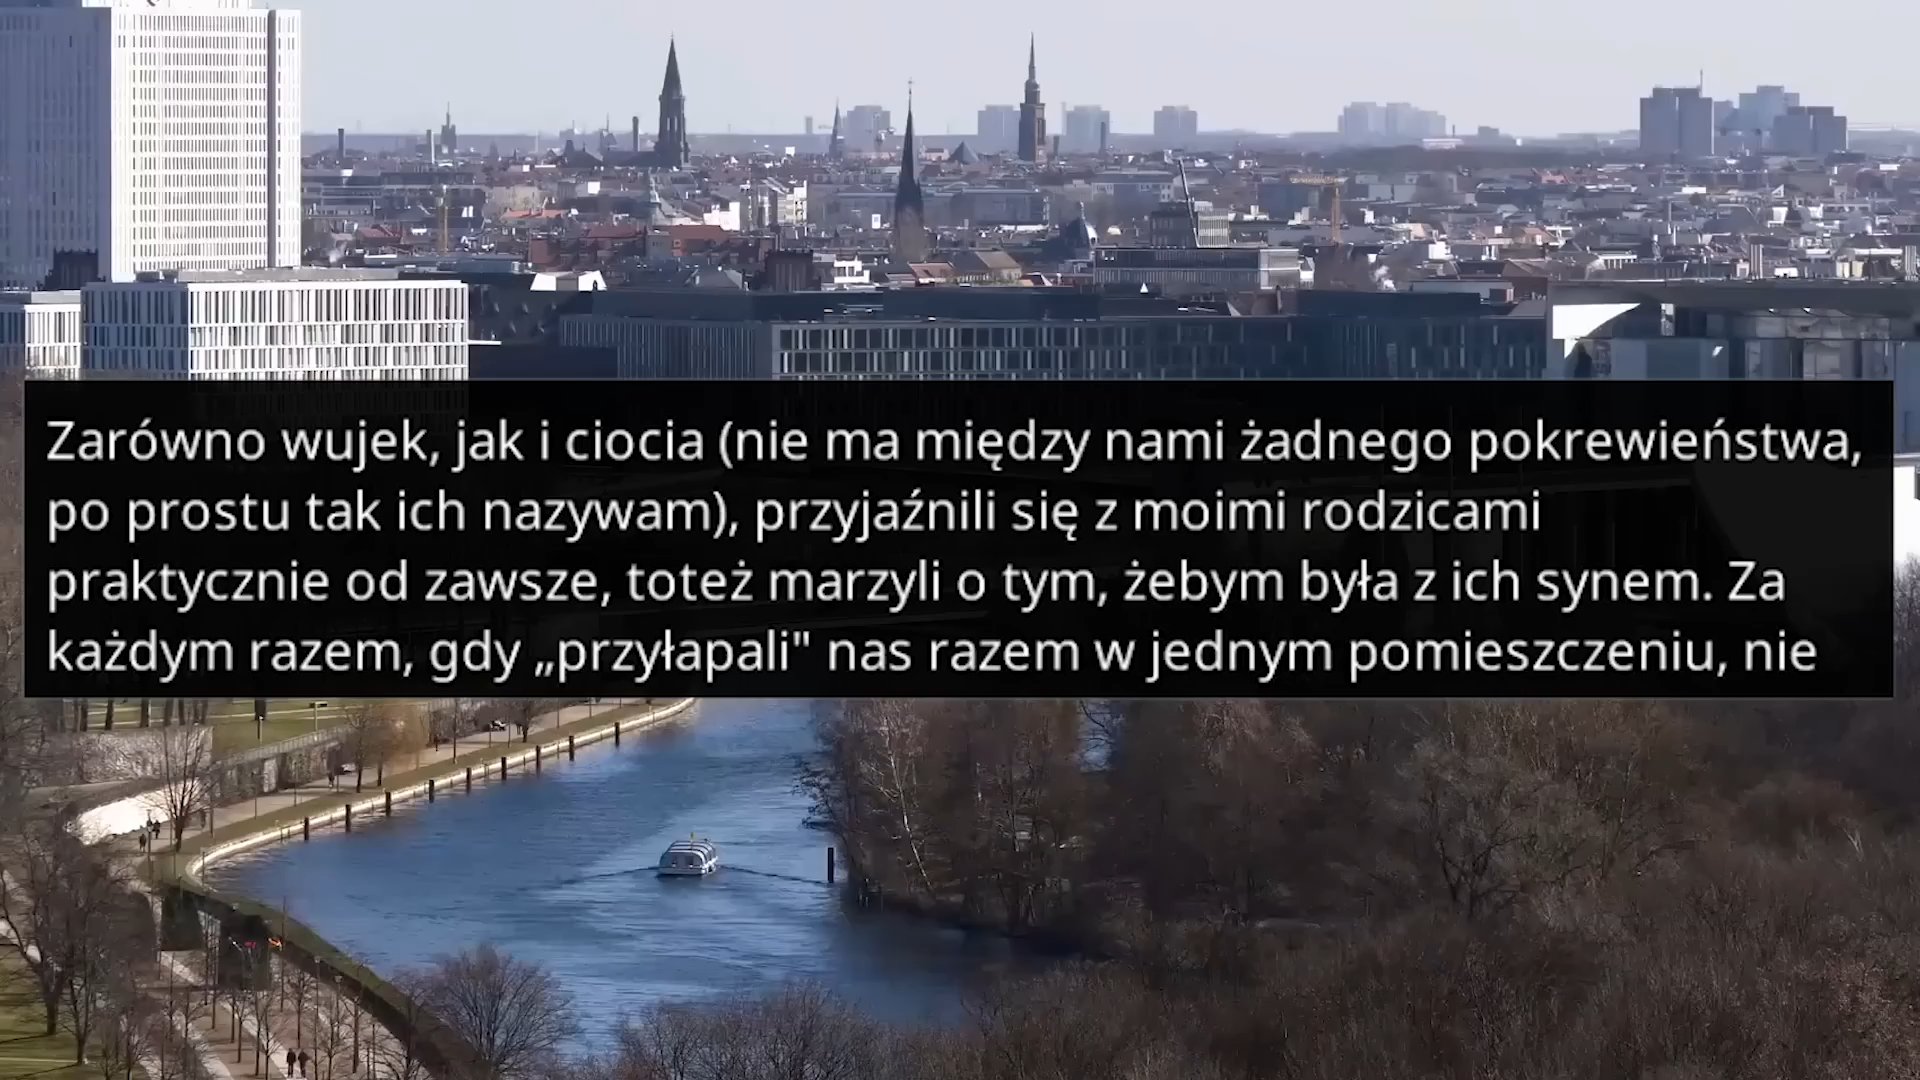 Zarówno wujek, jak i ciocia (nie ma między nami żadnego pokrewieństwa,
po prostu tak ich nazywam), przyjaźnili się z moimi rodzicami
praktycznie od zawsze, toteż marzyli o tym, żebym była z ich synem. Za
każdym razem, gdy „przyłapali" nas razem w jednym pomieszczeniu, nie